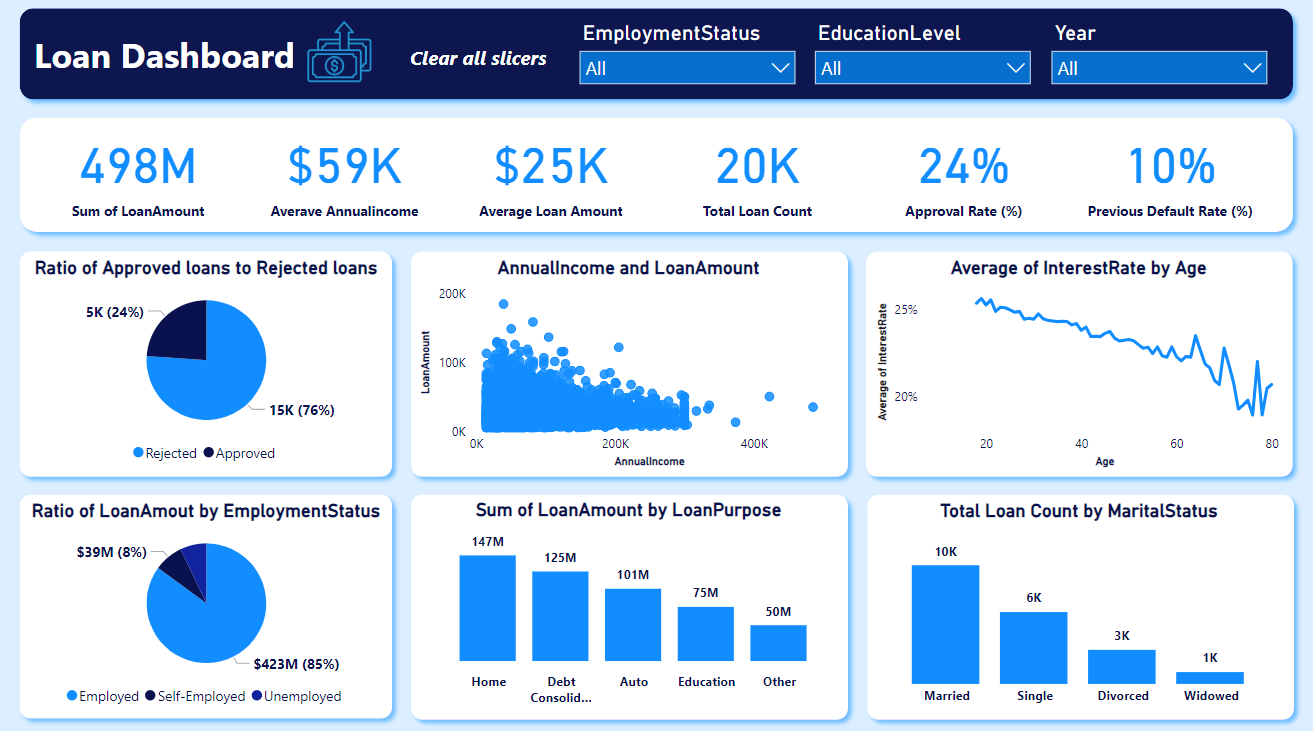 Loan Dashboard
Clear all slicers
EmploymentStatus
All
EducationLevel
All
Year
All
498M
Sum of LoanAmount
$59K
Averave Annualincome
$25K
Average Loan Amount
20K
Total Loan Count
24%
Approval Rate (%)
10%
Previous Default Rate (%)
Ratio of Approved loans to Rejected loans
5K (24%)
15K (76%)
Rejected
Approved
AnnualIncome and LoanAmount
200K
100K
0K
LoanAmount
0K
200K
400K
AnnualIncome
Average of InterestRate by Age
25%
20%
Average of InterestRate
20
40
60
80
Age
Ratio of LoanAmout by EmploymentStatus
$39M (8%)
$423M (85%)
Employed
Self-Employed
Unemployed
Sum of LoanAmount by LoanPurpose
147M
125M
101M
75M
50M
Home
Debt
Consolid...
Auto
Education
Other
Total Loan Count by MaritalStatus
10K
6K
3K
1K
Married
Single
Divorced
Widowed